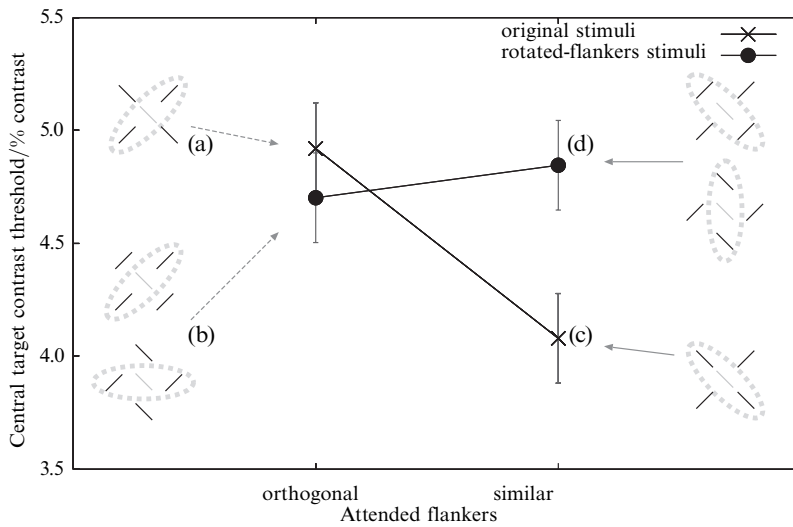 5.5
original stimuli
rotated-flankers stimuli
5.0
(a)
(d)
4.5
(b)
(c)
4.0
3.5
orthogonal
similar
Attended flankers
Central target contrast threshold/% contrast